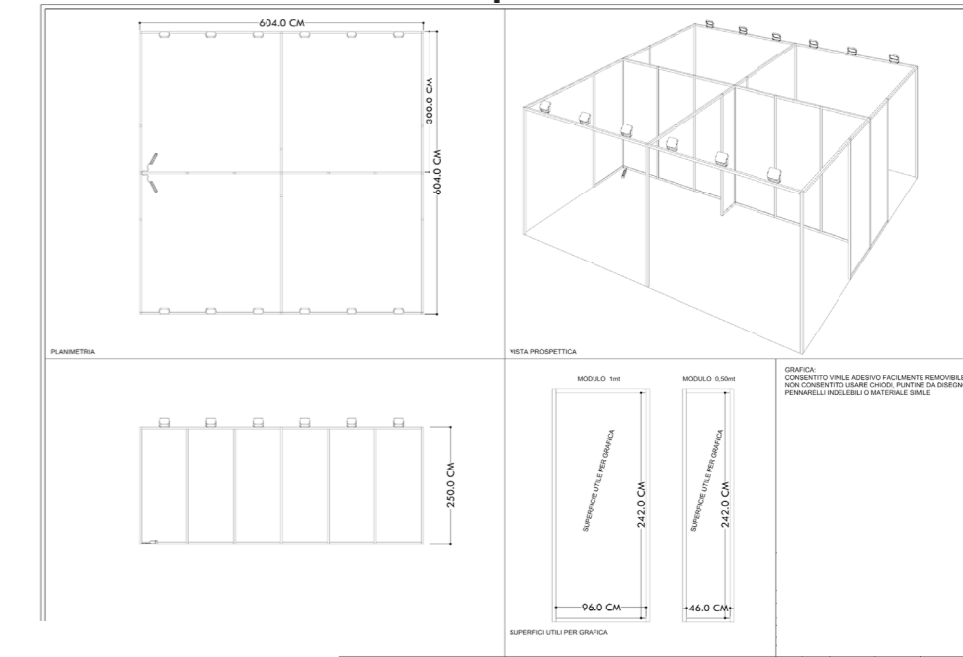 604.0 CM
300.0 CM
604.0 CM
PLANIMETRIA
VISTA PROSPETTICA
250.0 CM
MODULO 1mt
SUPERFICIE UTILE PER GRAFICA
242.0 CM
96.0 CM
MODULO 0,50mt
SUPERFICIE UTILE PER GRAFICA
242.0 CM
46.0 CM
SUPERFICI UTILI PER GRAFICA
GRAFICA:
CONSENTITO VINILE ADESIVO FACILMENTE REMOVIBILE
NON CONSENTITO USARE CHIODI, PUNTINE DA DISEGNO
PENNARELLI INDELEBILI O MATERIALE SIMILE